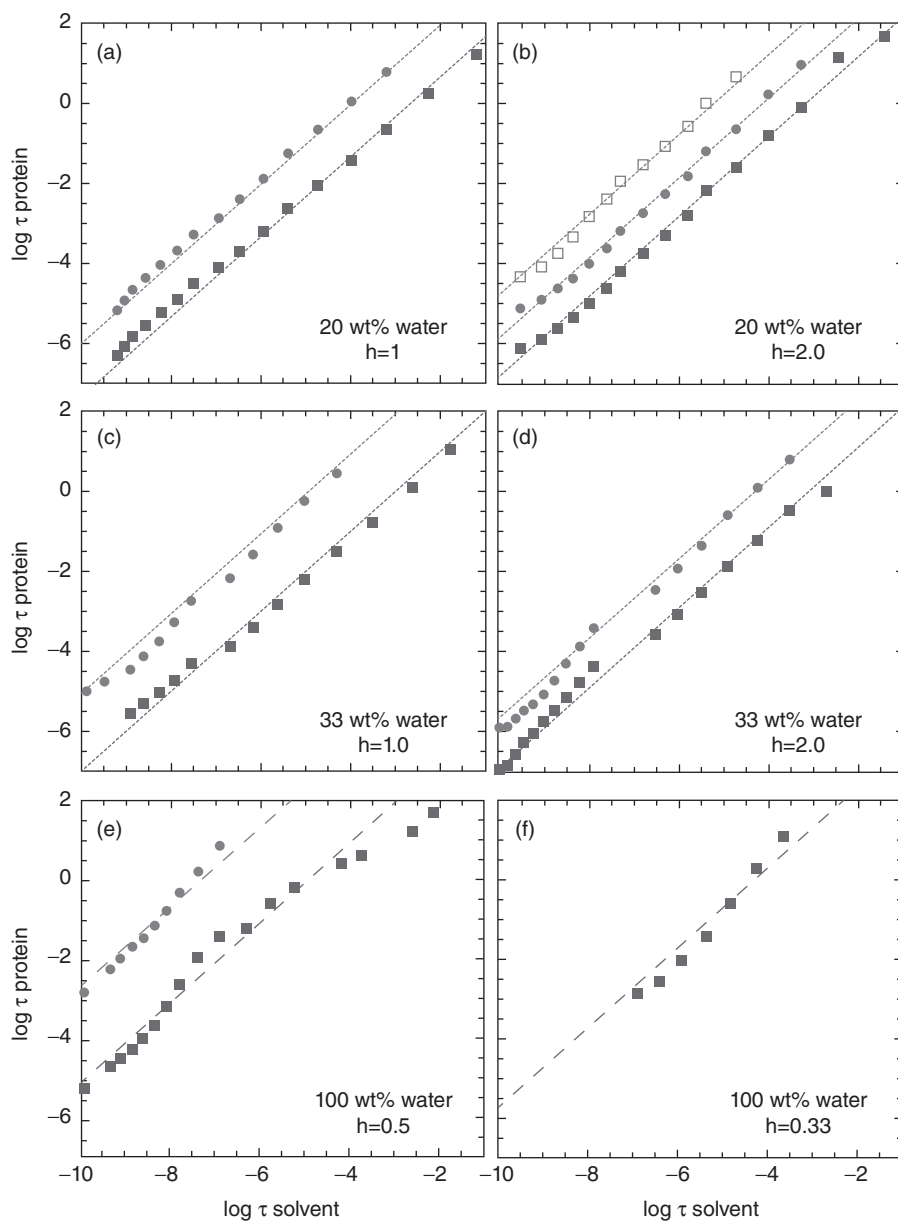 (a)
2
0
−2
−4
−6
log τ protein
20 wt% water
h=1
(b)
20 wt% water
h=2.0
(c)
2
0
−2
−4
−6
log τ protein
33 wt% water
h=1.0
(d)
33 wt% water
h=2.0
(e)
2
0
−2
−4
−6
log τ protein
100 wt% water
h=0.5
−10 −8 −6 −4 −2
log τ solvent
(f)
100 wt% water
h=0.33
−10 −8 −6 −4 −2
log τ solvent